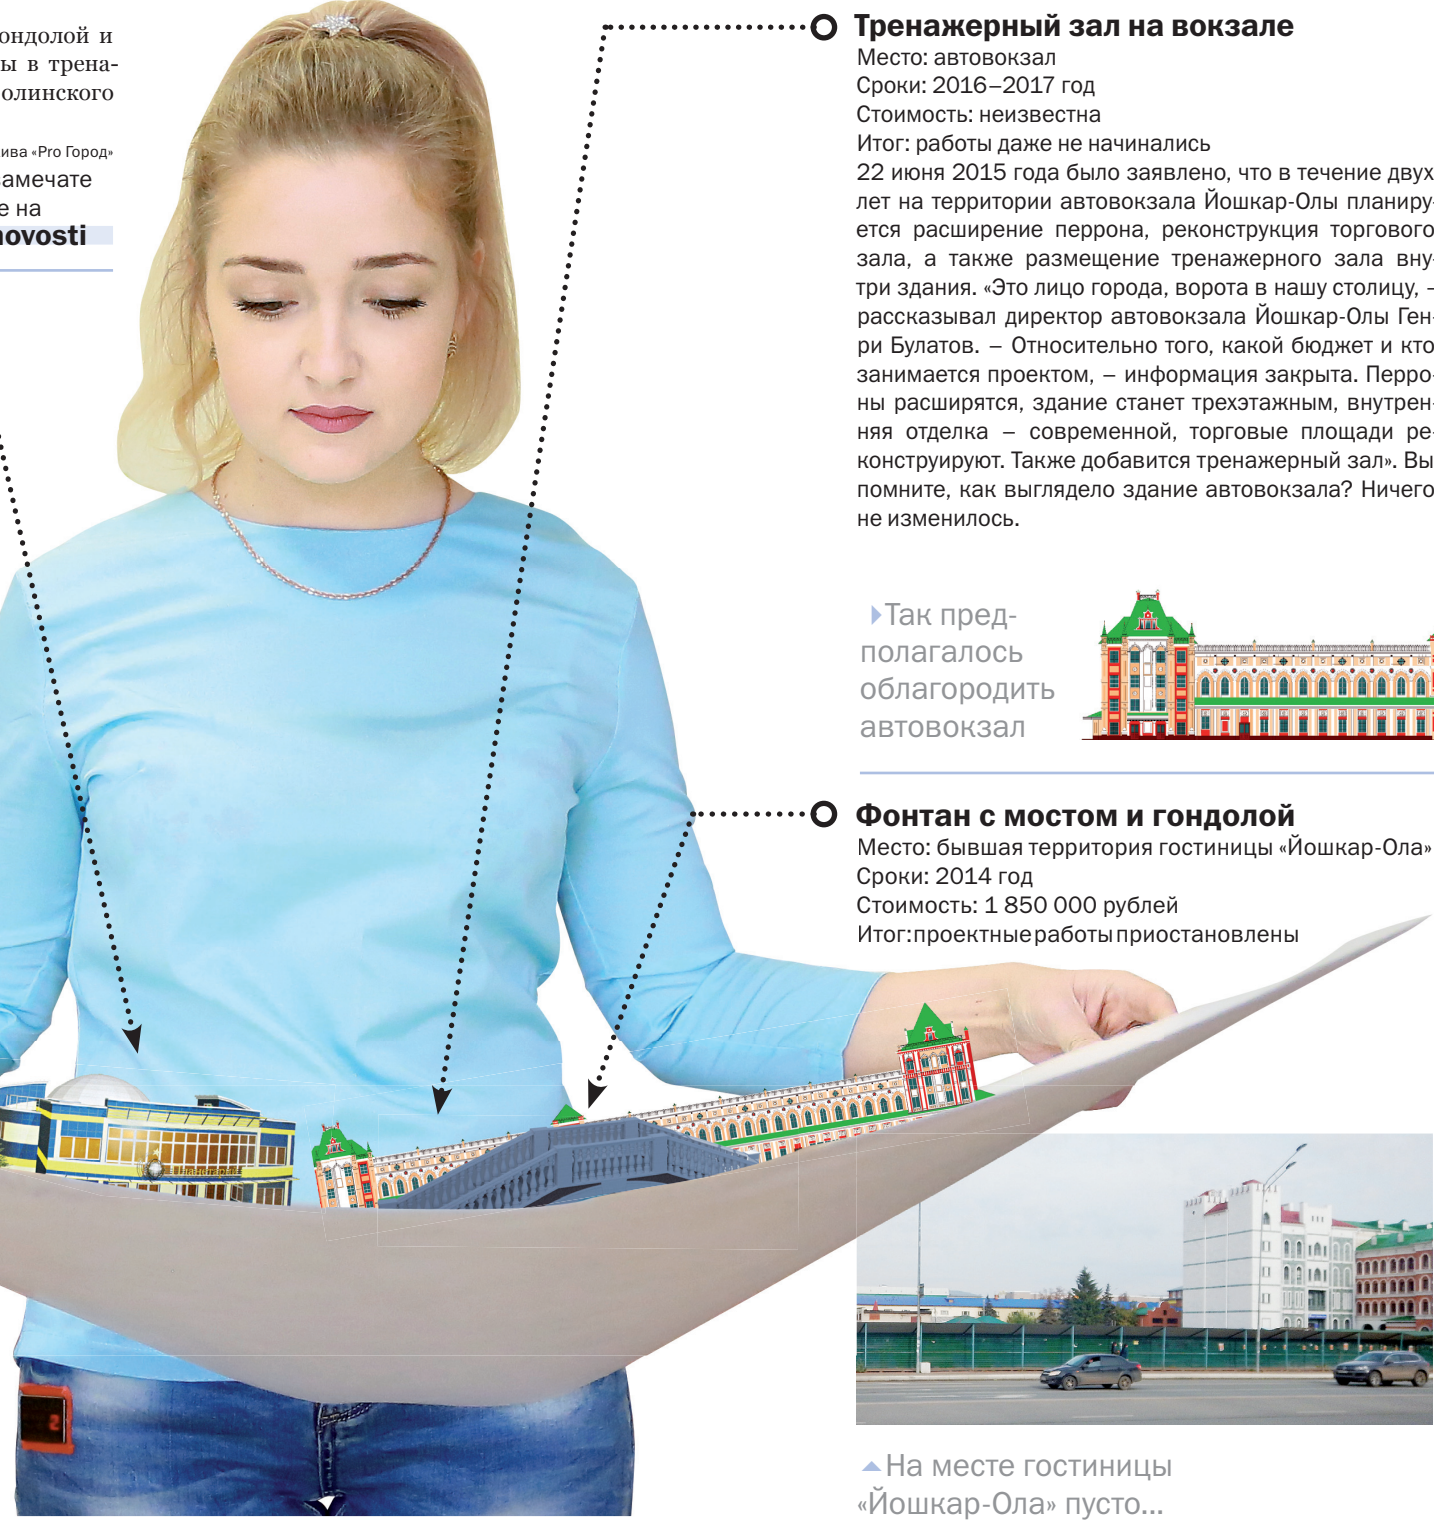 ондолой и
ы в трена-
олинского
ива «Pro Город»
замечате
е на
novosti
Тренажерный зал на вокзале
Место: автовокзал
Сроки: 2016–2017 год
Стоимость: неизвестна
Итог: работы даже не начинались
22 июня 2015 года было заявлено, что в течение двух
лет на территории автовокзала Йошкар-Олы планиру-
ется расширение перрона, реконструкция торгового
зала, а также размещение тренажерного зала вну-
три здания. «Это лицо города, ворота в нашу столицу, –
рассказывал директор автовокзала Йошкар-Олы Ген-
ри Булатов. – Относительно того, какой бюджет и кто
занимается проектом, – информация закрыта. Перро-
ны расширятся, здание станет трехэтажным, внутрен-
няя отделка – современной, торговые площади ре-
конструируют. Также добавится тренажерный зал». Вы
помните, как выглядело здание автовокзала? Ничего
не изменилось.
Так пред-
полагалось
облагородить
автовокзал
Фонтан с мостом и гондолой
Место: бывшая территория гостиницы «Йошкар-Ола»
Сроки: 2014 год
Стоимость: 1 850 000 рублей
Итог: проектные работы приостановлены
На месте гостиницы
«Йошкар-Ола» пусто...